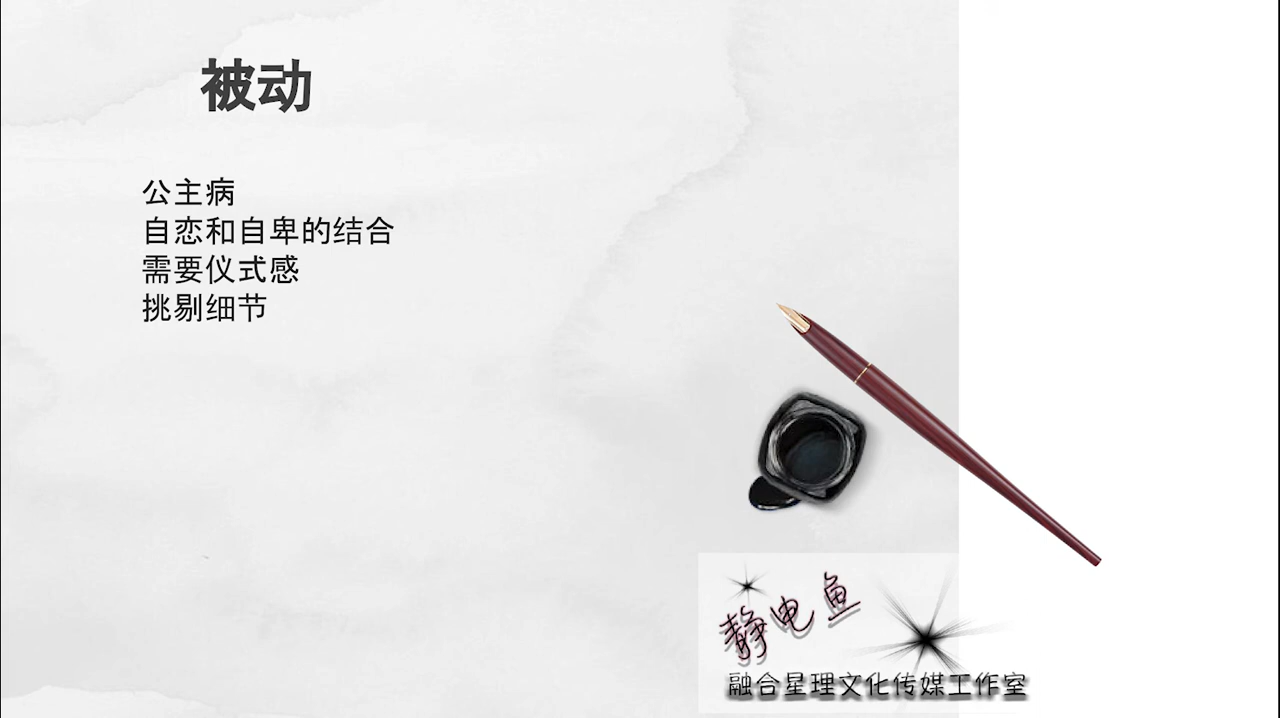 被动
公主病
自恋和自卑的结合
需要仪式感
挑剔细节
静电鱼
融合星理文化传媒工作室